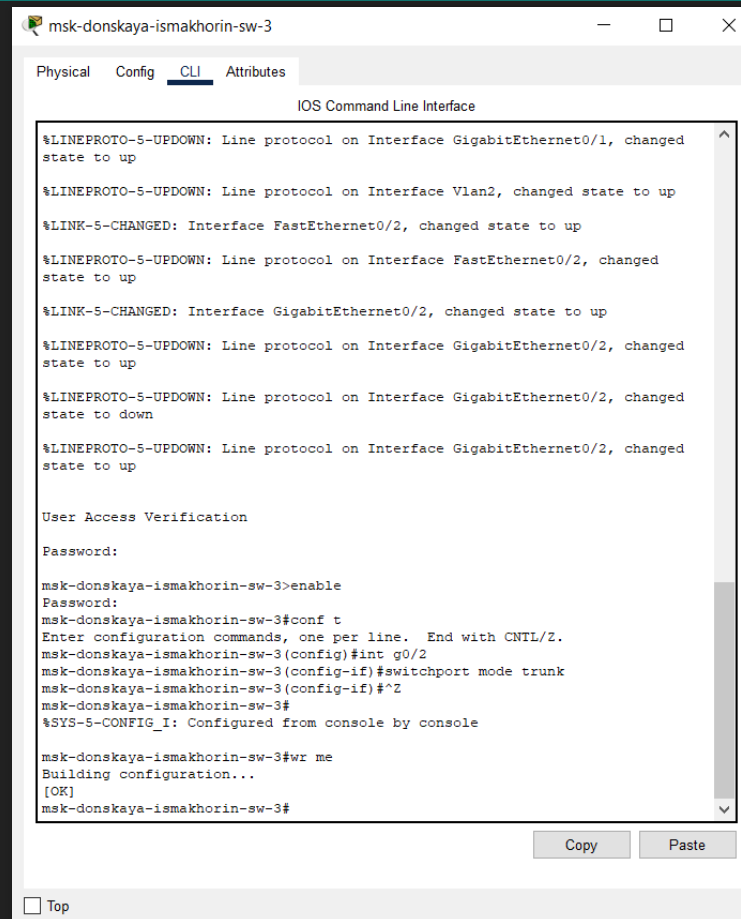 msk-donskaya-ismakhorin-sw-3
Physical Config CLI Attributes
IOS Command Line Interface
%LINEPROTO-5-UPDOWN: Line protocol on Interface GigabitEthernet0/1, changed
state to up
%LINEPROTO-5-UPDOWN: Line protocol on Interface Vlan2, changed state to up
%LINK-5-CHANGED: Interface FastEthernet0/2, changed state to up
%LINEPROTO-5-UPDOWN: Line protocol on Interface FastEthernet0/2, changed
state to up
%LINK-5-CHANGED: Interface GigabitEthernet0/2, changed state to up
%LINEPROTO-5-UPDOWN: Line protocol on Interface GigabitEthernet0/2, changed
state to up
%LINEPROTO-5-UPDOWN: Line protocol on Interface GigabitEthernet0/2, changed
state to down
%LINEPROTO-5-UPDOWN: Line protocol on Interface GigabitEthernet0/2, changed
state to up
User Access Verification
Password:
msk-donskaya-ismakhorin-sw-3>enable
Password:
msk-donskaya-ismakhorin-sw-3#conf t
Enter configuration commands, one per line.  End with CNTL/Z.
msk-donskaya-ismakhorin-sw-3(config)#int g0/2
msk-donskaya-ismakhorin-sw-3(config-if)#switchport mode trunk
msk-donskaya-ismakhorin-sw-3(config-if)#^Z
msk-donskaya-ismakhorin-sw-3#
%SYS-5-CONFIG_I: Configured from console by console
msk-donskaya-ismakhorin-sw-3#wr me
Building configuration...
[OK]
msk-donskaya-ismakhorin-sw-3#
Copy Paste
Top